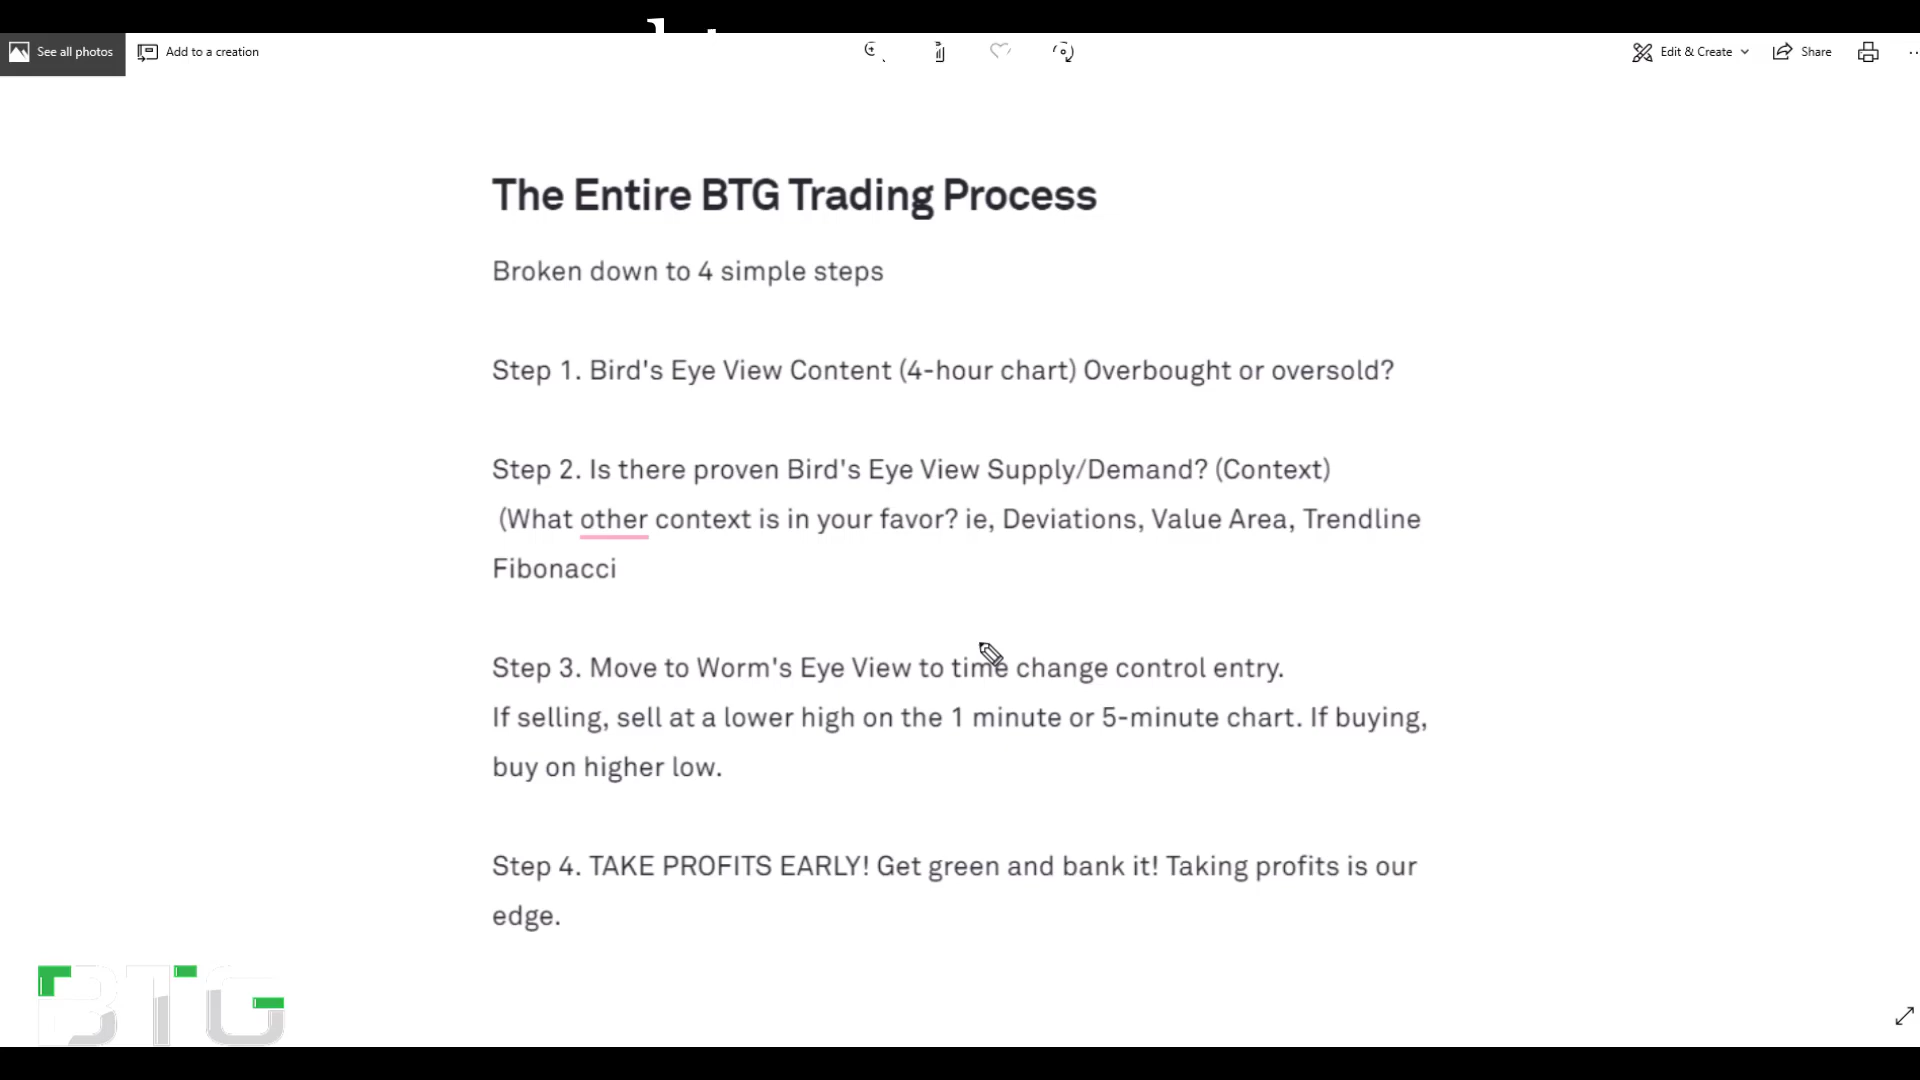 See all photos
Add to a creation
Edit & Create
Share
The Entire BTG Trading Process
Broken down to 4 simple steps
Step 1. Bird's Eye View Content (4-hour chart) Overbought or oversold?
Step 2. Is there proven Bird's Eye View Supply/Demand? (Context)
(What other context is in your favor? ie, Deviations, Value Area, Trendline
Fibonacci
Step 3. Move to Worm's Eye View to time change control entry.
If selling, sell at a lower high on the 1 minute or 5-minute chart. If buying,
buy on higher low.
Step 4. TAKE PROFITS EARLY! Get green and bank it! Taking profits is our
edge.
BTG